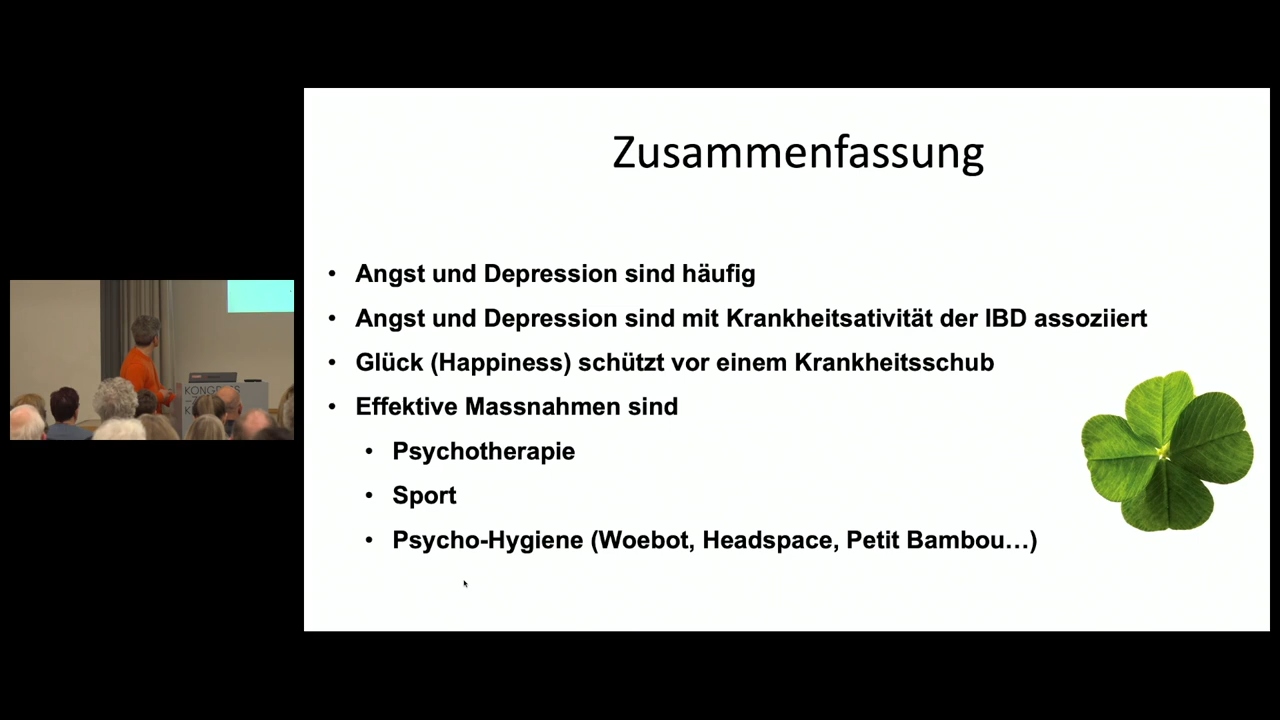 Zusammenfassung
• Angst und Depression sind häufig
• Angst und Depression sind mit Krankheitsativität der IBD assoziiert
• Glück (Happiness) schützt vor einem Krankheitsschub
• Effektive Massnahmen sind
• Psychotherapie
• Sport
• Psycho-Hygiene (Woebot, Headspace, Petit Bambou…)